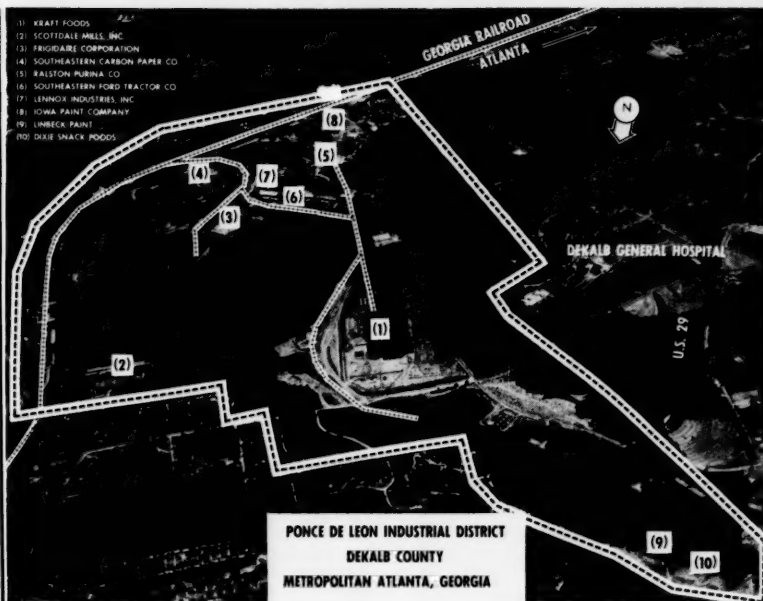 (1) KRAFT FOODS
(2) SCOTTDALE MILLS, INC.
(3) FRIGIDAIRE CORPORATION
(4) SOUTHEASTERN CARBON PAPER CO.
(5) RALSTON PURINA CO
(6) SOUTHEASTERN FORD TRACTOR CO
(7) LENNOX INDUSTRIES, INC
(8) IOWA PAINT COMPANY
(9) LINBECK PAINT
(10) DIXIE SNACK FOODS
GEORGIA RAILROAD
ATLANTA
N
(8)
(5)
(4)
(7)
(6)
(3)
DEKALB GENERAL HOSPITAL
(1)
U.S. 29
(2)
PONCE DE LEON INDUSTRIAL DISTRICT
DEKALB COUNTY
METROPOLITAN ATLANTA, GEORGIA
(9)
(10)